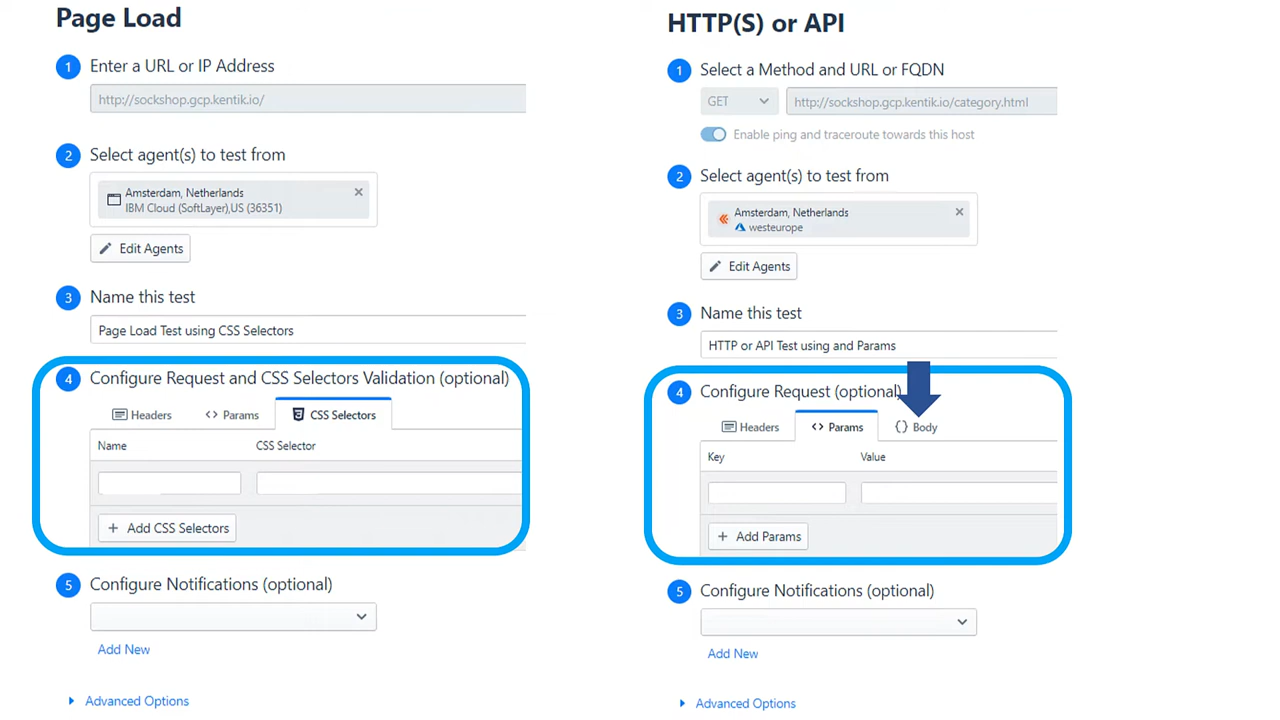 Page Load
1 Enter a URL or IP Address
http://sockshop.gcp.kentik.io/
2 Select agent(s) to test from
Amsterdam, Netherlands
IBM Cloud (SoftLayer),US (36351)
Edit Agents
3 Name this test
Page Load Test using CSS Selectors
4 Configure Request and CSS Selectors Validation (optional)
Headers Params CSS Selectors
Name CSS Selector
+ Add CSS Selectors
5 Configure Notifications (optional)
Add New
Advanced Options
HTTP(S) or API
1 Select a Method and URL or FQDN
GET http://sockshop.gcp.kentik.io/category.html
Enable ping and traceroute towards this host
2 Select agent(s) to test from
Amsterdam, Netherlands
westeurope
Edit Agents
3 Name this test
HTTP or API Test using and Params
4 Configure Request (optional)
Headers Params Body
Key Value
+ Add Params
5 Configure Notifications (optional)
Add New
Advanced Options